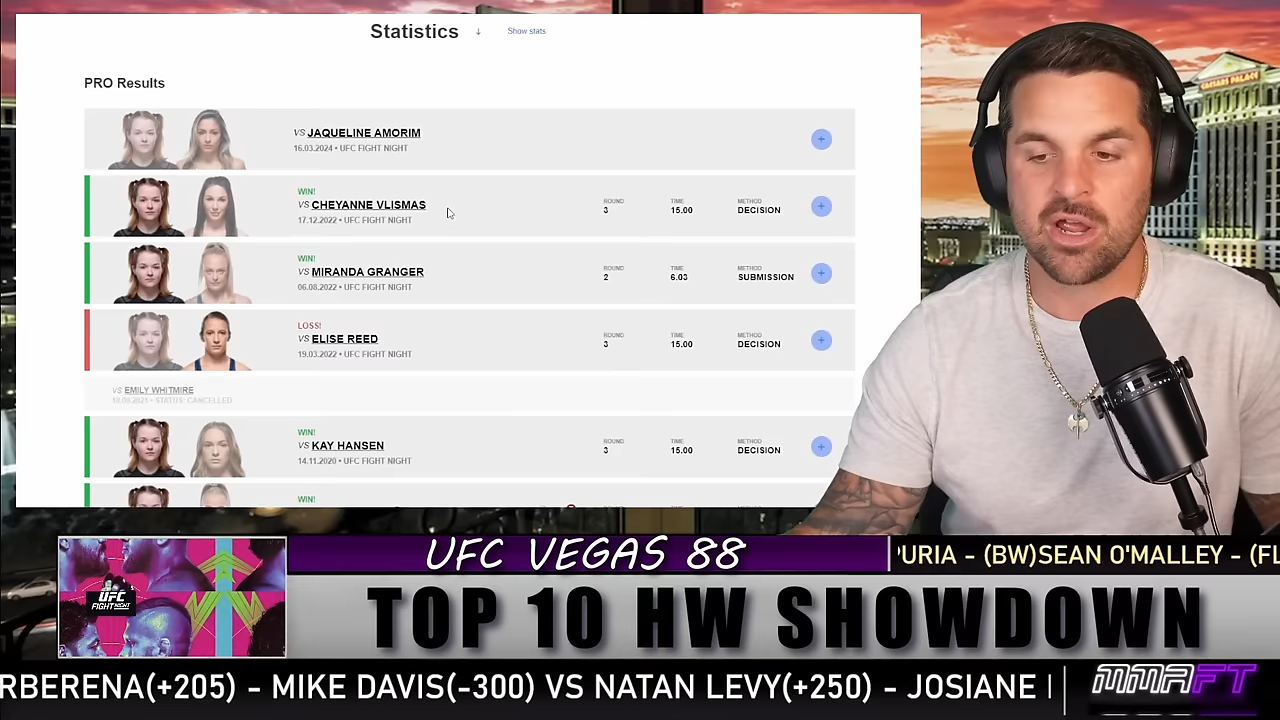 Statistics ↓ Show stats
PRO Results
VS JAQUELINE AMORIM
16.03.2024 • UFC FIGHT NIGHT
+
WIN!
VS CHEYANNE VLISMAS
17.12.2022 • UFC FIGHT NIGHT
ROUND TIME METHOD
3 15.00 DECISION
+
WIN!
VS MIRANDA GRANGER
06.08.2022 • UFC FIGHT NIGHT
ROUND TIME METHOD
2 6.03 SUBMISSION
+
LOSS!
VS ELISE REED
19.03.2022 • UFC FIGHT NIGHT
ROUND TIME METHOD
3 15.00 DECISION
+
VS EMILY WHITMIRE
STATUS: CANCELLED
WIN!
VS KAY HANSEN
14.11.2020 • UFC FIGHT NIGHT
ROUND TIME METHOD
3 15.00 DECISION
+
WIN!
CAESARS PALACE
UFC VEGAS 88
'URIA - (BW)SEAN O'MALLEY - (FL
UFC
FIGHT NIGHT
TOP 10 HW SHOWDOWN
RBERENA(+205) - MIKE DAVIS(-300) VS NATAN LEVY(+250) - JOSIANE
MMAFT